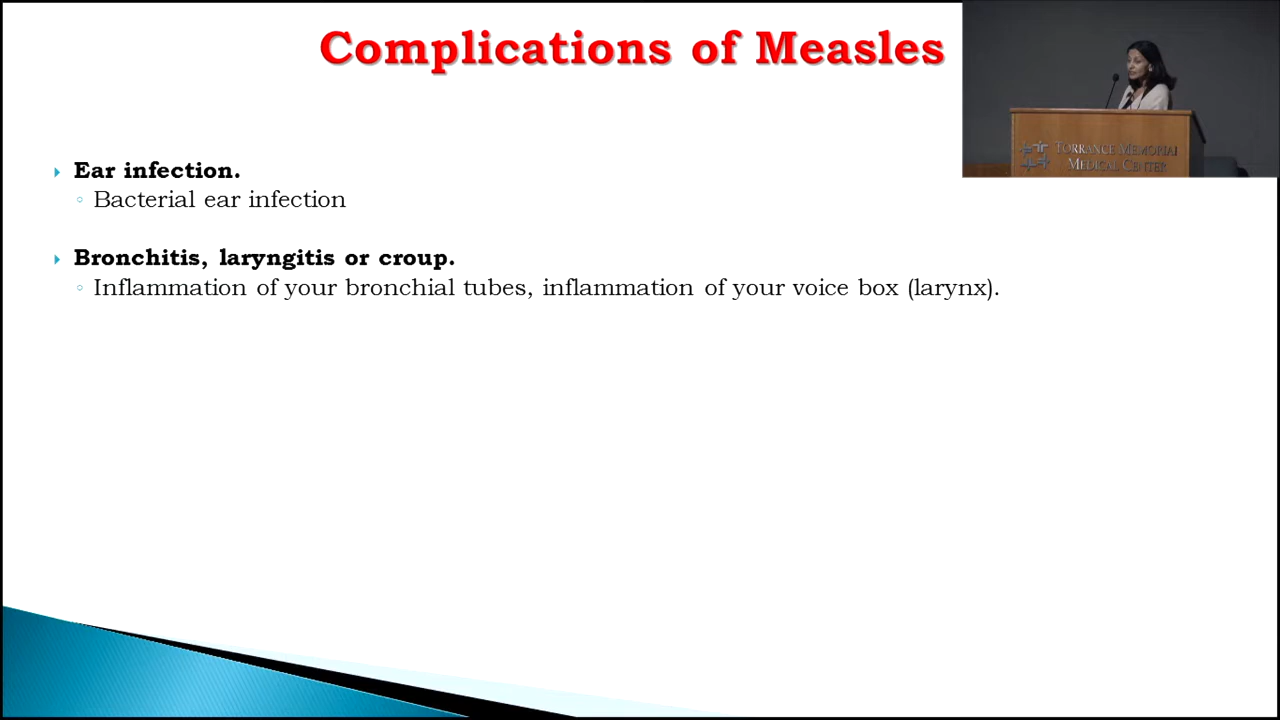 Complications of Measles
TORRANCE MEMORIAL
MEDICAL CENTER
Ear infection.
Bacterial ear infection
Bronchitis, laryngitis or croup.
Inflammation of your bronchial tubes, inflammation of your voice box (larynx).